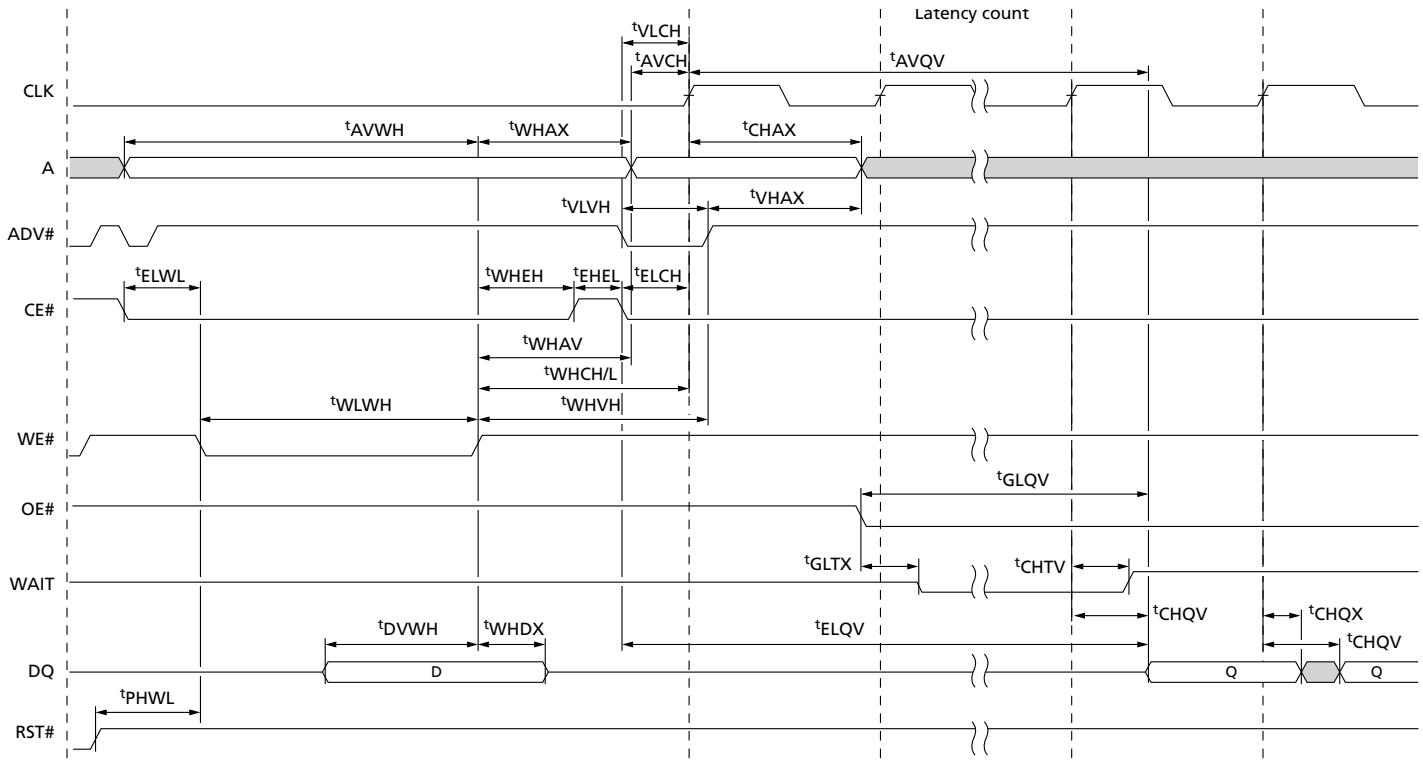 Latency count
tVLCH
tAVCH tAVQV
CLK
tAVWH tWHAX tCHAX
A
tVLVH tVHAX
ADV#
tELWL tWHEH tEHEL tELCH
CE#
tWHAV
tWHCH/L
tWLWH tWHVH
WE#
tGLQV
OE#
tGLTX tCHTV
WAIT
tCHQV tCHQX
tDVWH tWHDX tELQV tCHQV
DQ D Q Q
tPHWL
RST#